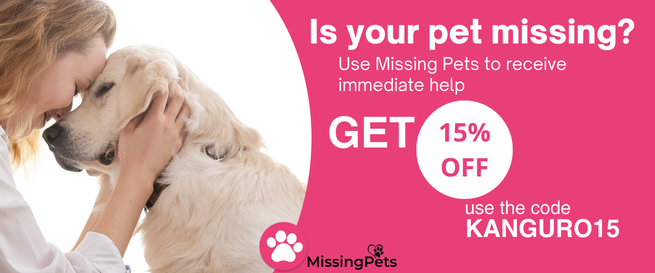 Is your pet missing?
Use Missing Pets to receive
immediate help
GET
15%
OFF
use the code
KANGURO15
MissingPets